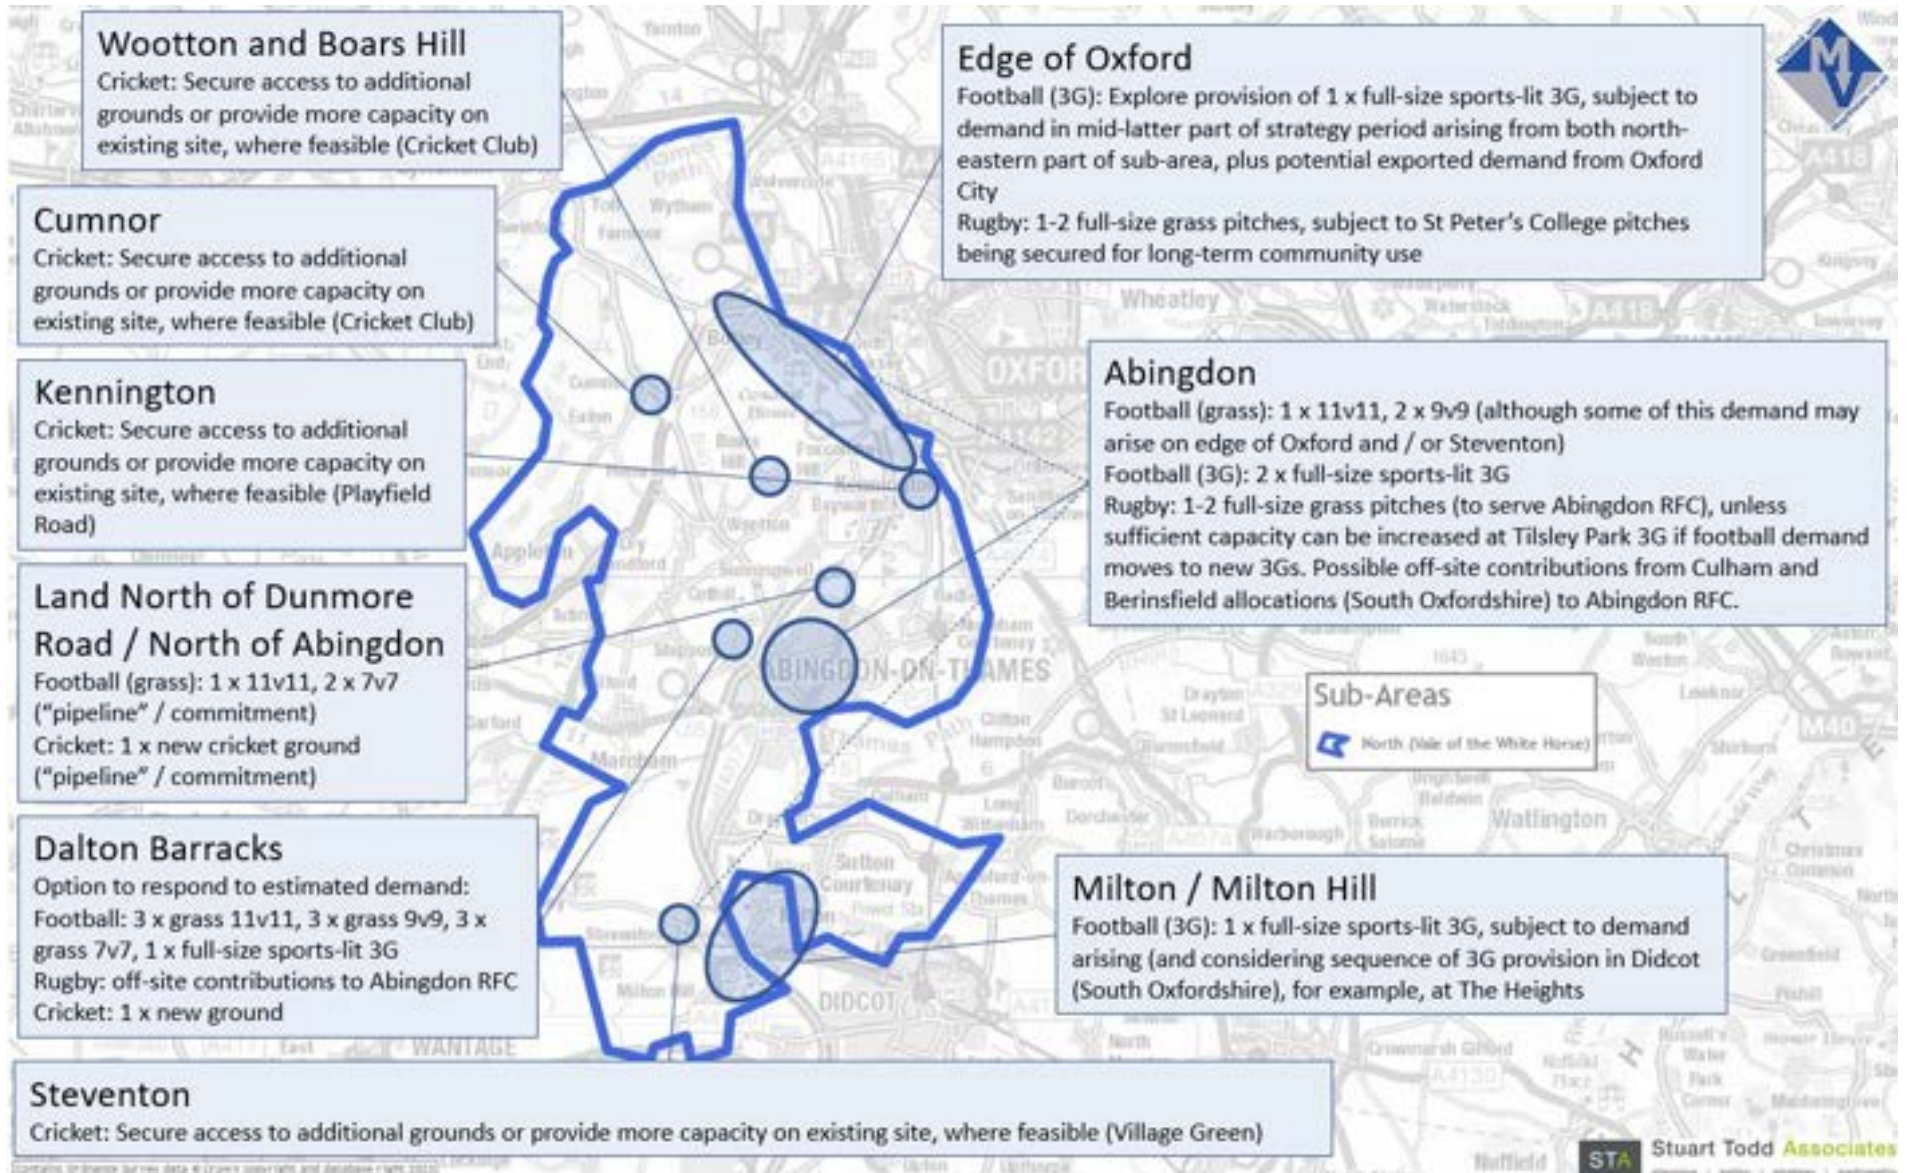 Wootton and Boars Hill
Cricket: Secure access to additional
grounds or provide more capacity on
existing site, where feasible (Cricket Club)
Cumnor
Cricket: Secure access to additional
grounds or provide more capacity on
existing site, where feasible (Cricket Club)
Kennington
Cricket: Secure access to additional
grounds or provide more capacity on
existing site, where feasible (Playfield
Road)
Land North of Dunmore
Road / North of Abingdon
Football (grass): 1 x 11v11, 2 x 7v7
(“pipeline” / commitment)
Cricket: 1 x new cricket ground
(“pipeline” / commitment)
Dalton Barracks
Option to respond to estimated demand:
Football: 3 x grass 11v11, 3 x grass 9v9, 3 x
grass 7v7, 1 x full-size sports-lit 3G
Rugby: off-site contributions to Abingdon RFC
Cricket: 1 x new ground
Steventon
Cricket: Secure access to additional grounds or provide more capacity on existing site, where feasible (Village Green)
Edge of Oxford
Football (3G): Explore provision of 1 x full-size sports-lit 3G, subject to
demand in mid-latter part of strategy period arising from both north-
eastern part of sub-area, plus potential exported demand from Oxford
City
Rugby: 1-2 full-size grass pitches, subject to St Peter’s College pitches
being secured for long-term community use
Abingdon
Football (grass): 1 x 11v11, 2 x 9v9 (although some of this demand may
arise on edge of Oxford and / or Steventon)
Football (3G): 2 x full-size sports-lit 3G
Rugby: 1-2 full-size grass pitches (to serve Abingdon RFC), unless
sufficient capacity can be increased at Tilsley Park 3G if football demand
moves to new 3Gs. Possible off-site contributions from Culham and
Berinsfield allocations (South Oxfordshire) to Abingdon RFC.
Sub-Areas
North (Vale of the White Horse)
Milton / Milton Hill
Football (3G): 1 x full-size sports-lit 3G, subject to demand
arising (and considering sequence of 3G provision in Didcot
(South Oxfordshire), for example, at The Heights
MV
STA
Stuart Todd Associates
Wheatley
A418
A418
ABINGDON-ON-THAMES
Marcham
Drayton
St Leonard
M40
Watlington
Dorchester
Sutton
Courtenay
Milton Hill
DIDCOT
WANTAGE
Christmas
Common
A4130
Nuffield